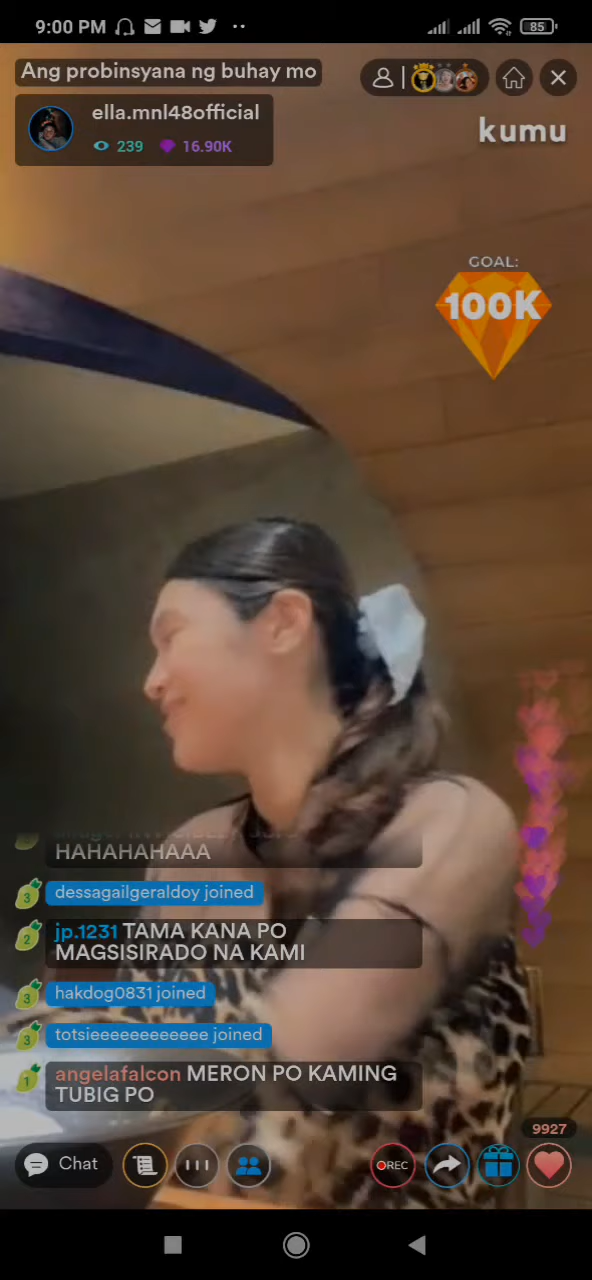 9:00 PM
85
Ang probinsyana ng buhay mo
ella.mnl48official
239 16.90K
kumu
GOAL:
100K
HAHAHAHAAA
3 dessagailgeraldoy joined
2 jp.1231 TAMA KANA PO
MAGSISIRADO NA KAMI
3 hakdog0831 joined
3 totsieeeeeeeeeeee joined
1 angelafalcon MERON PO KAMING
TUBIG PO
9927
Chat
REC